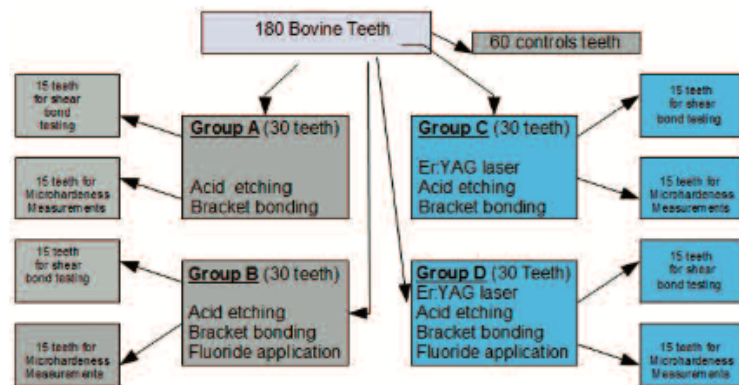 180 Bovine Teeth
60 controls teeth
15 teeth
for shear
bond
testing
15 teeth for
Microhardeness
Measurements
Group A (30 teeth)
Acid etching
Bracket bonding
Group C (30 teeth)
Er:YAG laser
Acid etching
Bracket bonding
15 teeth
for shear
bond testing
15 teeth for
Microhardeness
Measurements
15 teeth
for shear
bond testing
15 teeth for
Microhardeness
Measurements
Group B (30 teeth)
Acid etching
Bracket bonding
Fluoride application
Group D (30 Teeth)
Er:YAG laser
Acid etching
Bracket bonding
Fluoride application
15 teeth
for shear
bond testing
15 teeth for
Microhardeness
Measurements